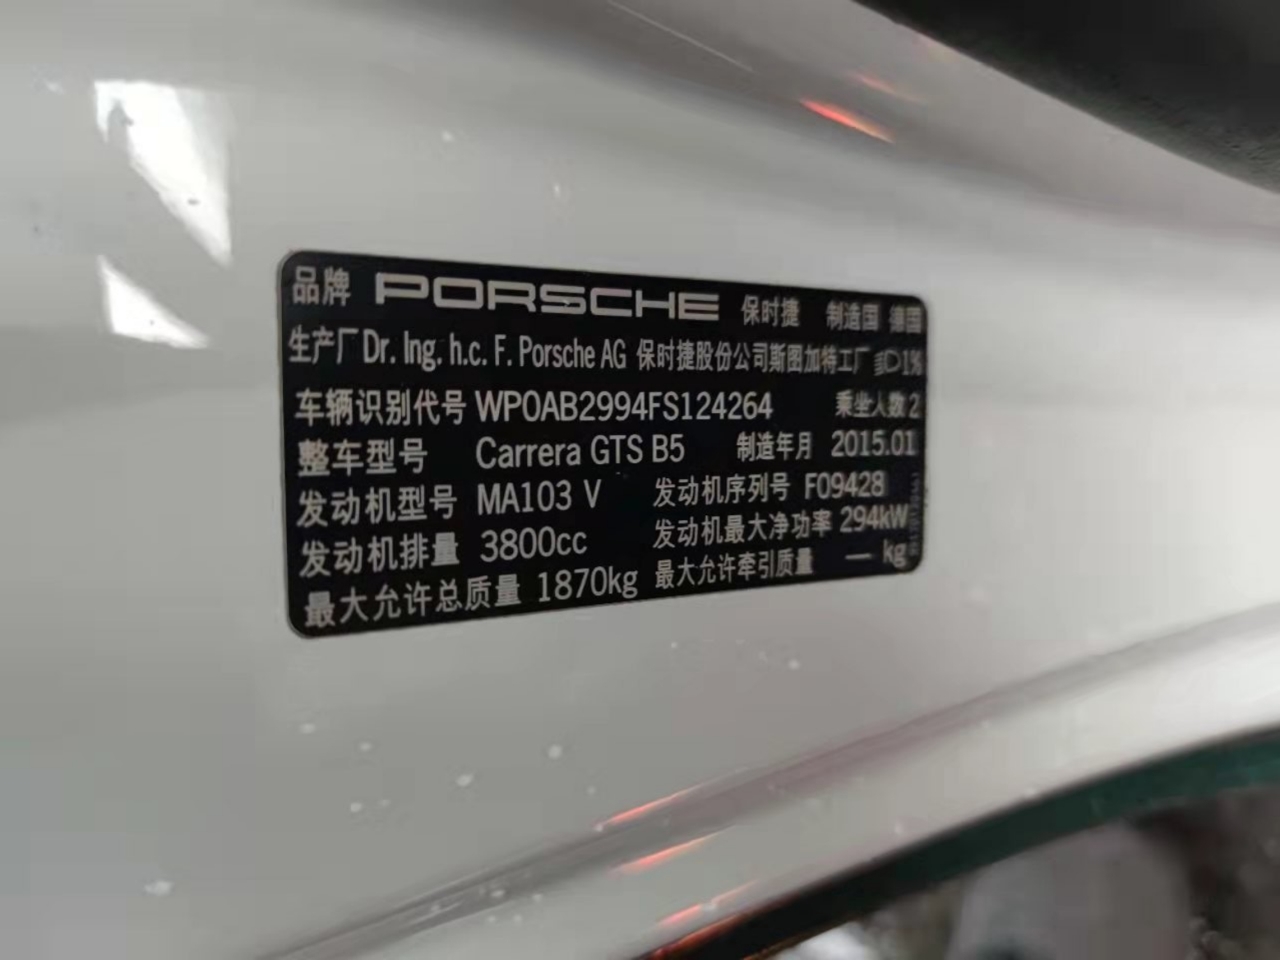 品牌 PORSCHE 保时捷 制造国 德国
生产厂 Dr. Ing. h.c. F. Porsche AG 保时捷股份公司斯图加特工厂 1%
车辆识别代号 WP0AB2994FS124264 乘坐人数 2
整车型号 Carrera GTS B5 制造年月 2015.01
发动机型号 MA103 V 发动机序列号 F09428
发动机排量 3800cc 发动机最大净功率 294kW
最大允许总质量 1870kg 最大允许牵引质量 — kg